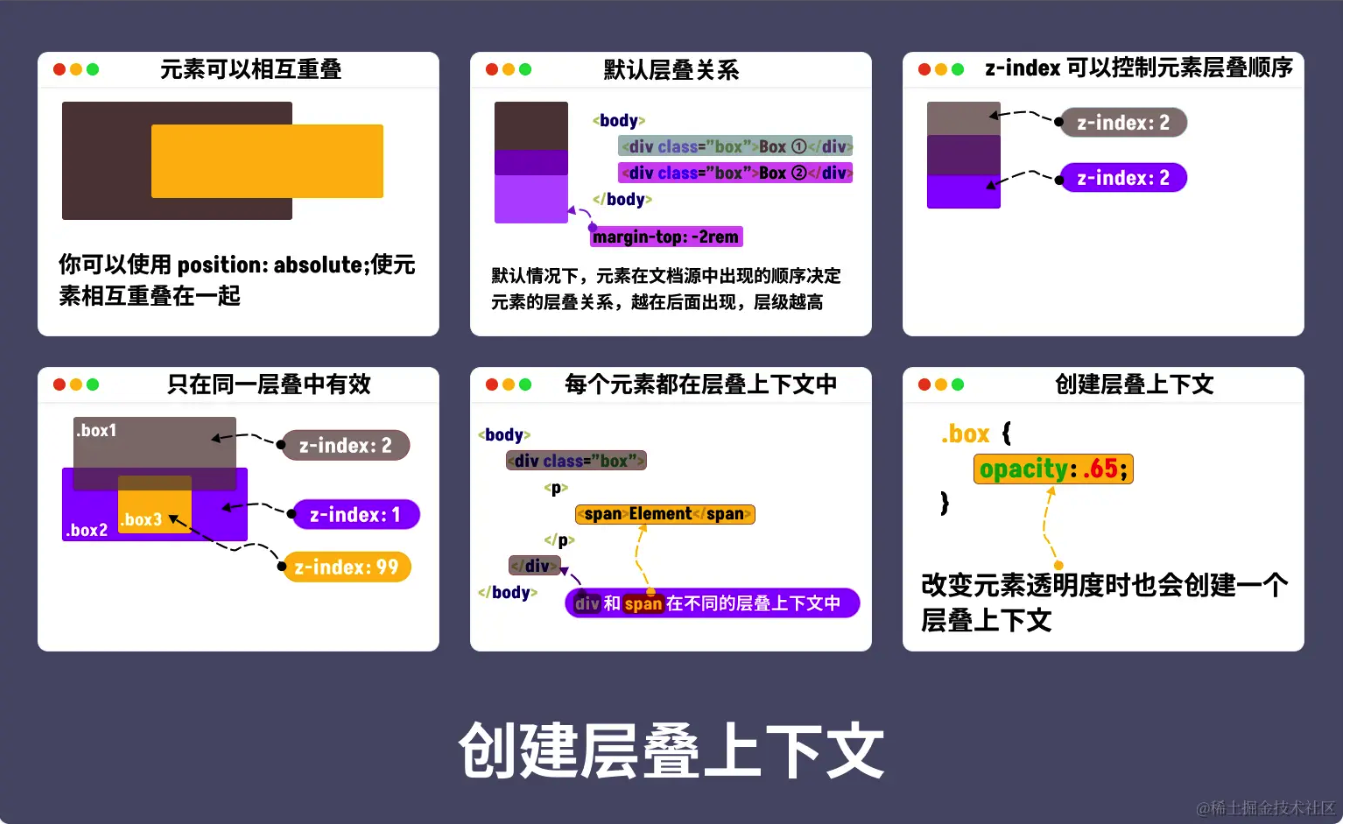 元素可以相互重叠
你可以使用 position: absolute;使元
素相互重叠在一起
默认层叠关系
<body>
<div class="box">Box ①</div>
<div class="box">Box ②</div>
</body>
margin-top: -2rem
默认情况下，元素在文档源中出现的顺序决定
元素的层叠关系，越在后面出现，层级越高
z-index 可以控制元素层叠顺序
z-index: 2
z-index: 2
只在同一层叠中有效
.box1
z-index: 2
z-index: 1
.box3
.box2
z-index: 99
每个元素都在层叠上下文中
<body>
<div class="box">
<p>
<span>Element</span>
</p>
</div>
</body>
div 和 span 在不同的层叠上下文中
创建层叠上下文
.box {
opacity: .65;
}
改变元素透明度时也会创建一个
层叠上下文
创建层叠上下文
@稀土掘金技术社区